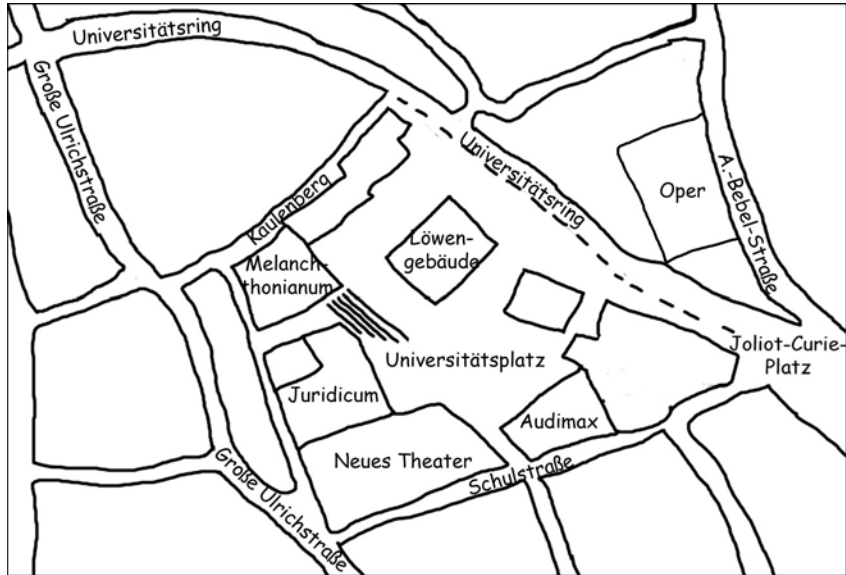 Universitätsring
Große Ulrichstraße
Universitätsring
A.-Bebel-Straße
Oper
Kaulenberg
Löwen-
gebäude
Melanch-
thonianum
Joliot-Curie-
Platz
Universitätsplatz
Juridicum
Audimax
Neues Theater
Schulstraße
Große Ulrichstraße